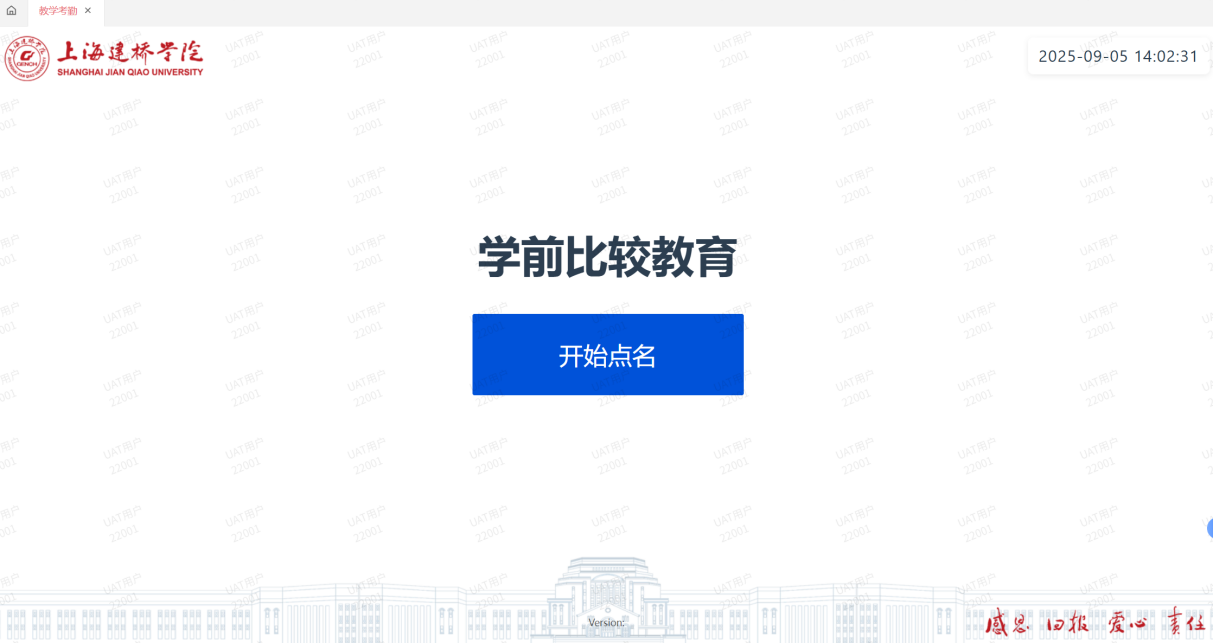 教学考勤
上海建桥学院
SHANGHAI JIAN QIAO UNIVERSITY
GENCH
2025-09-05 14:02:31
学前比较教育
开始点名
UAT用户
22001
Version:
感恩 回报 爱心 责任